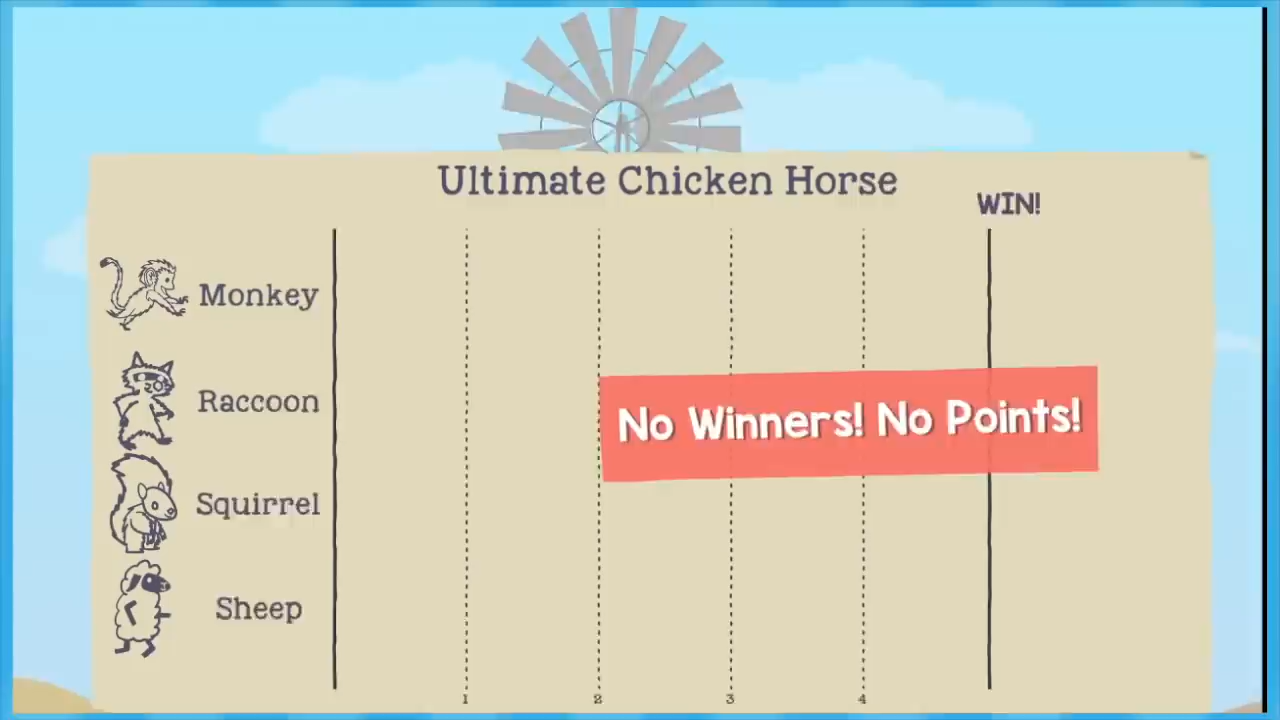 Ultimate Chicken Horse
WIN!
Monkey
Raccoon
No Winners! No Points!
Squirrel
Sheep
1 2 3 4